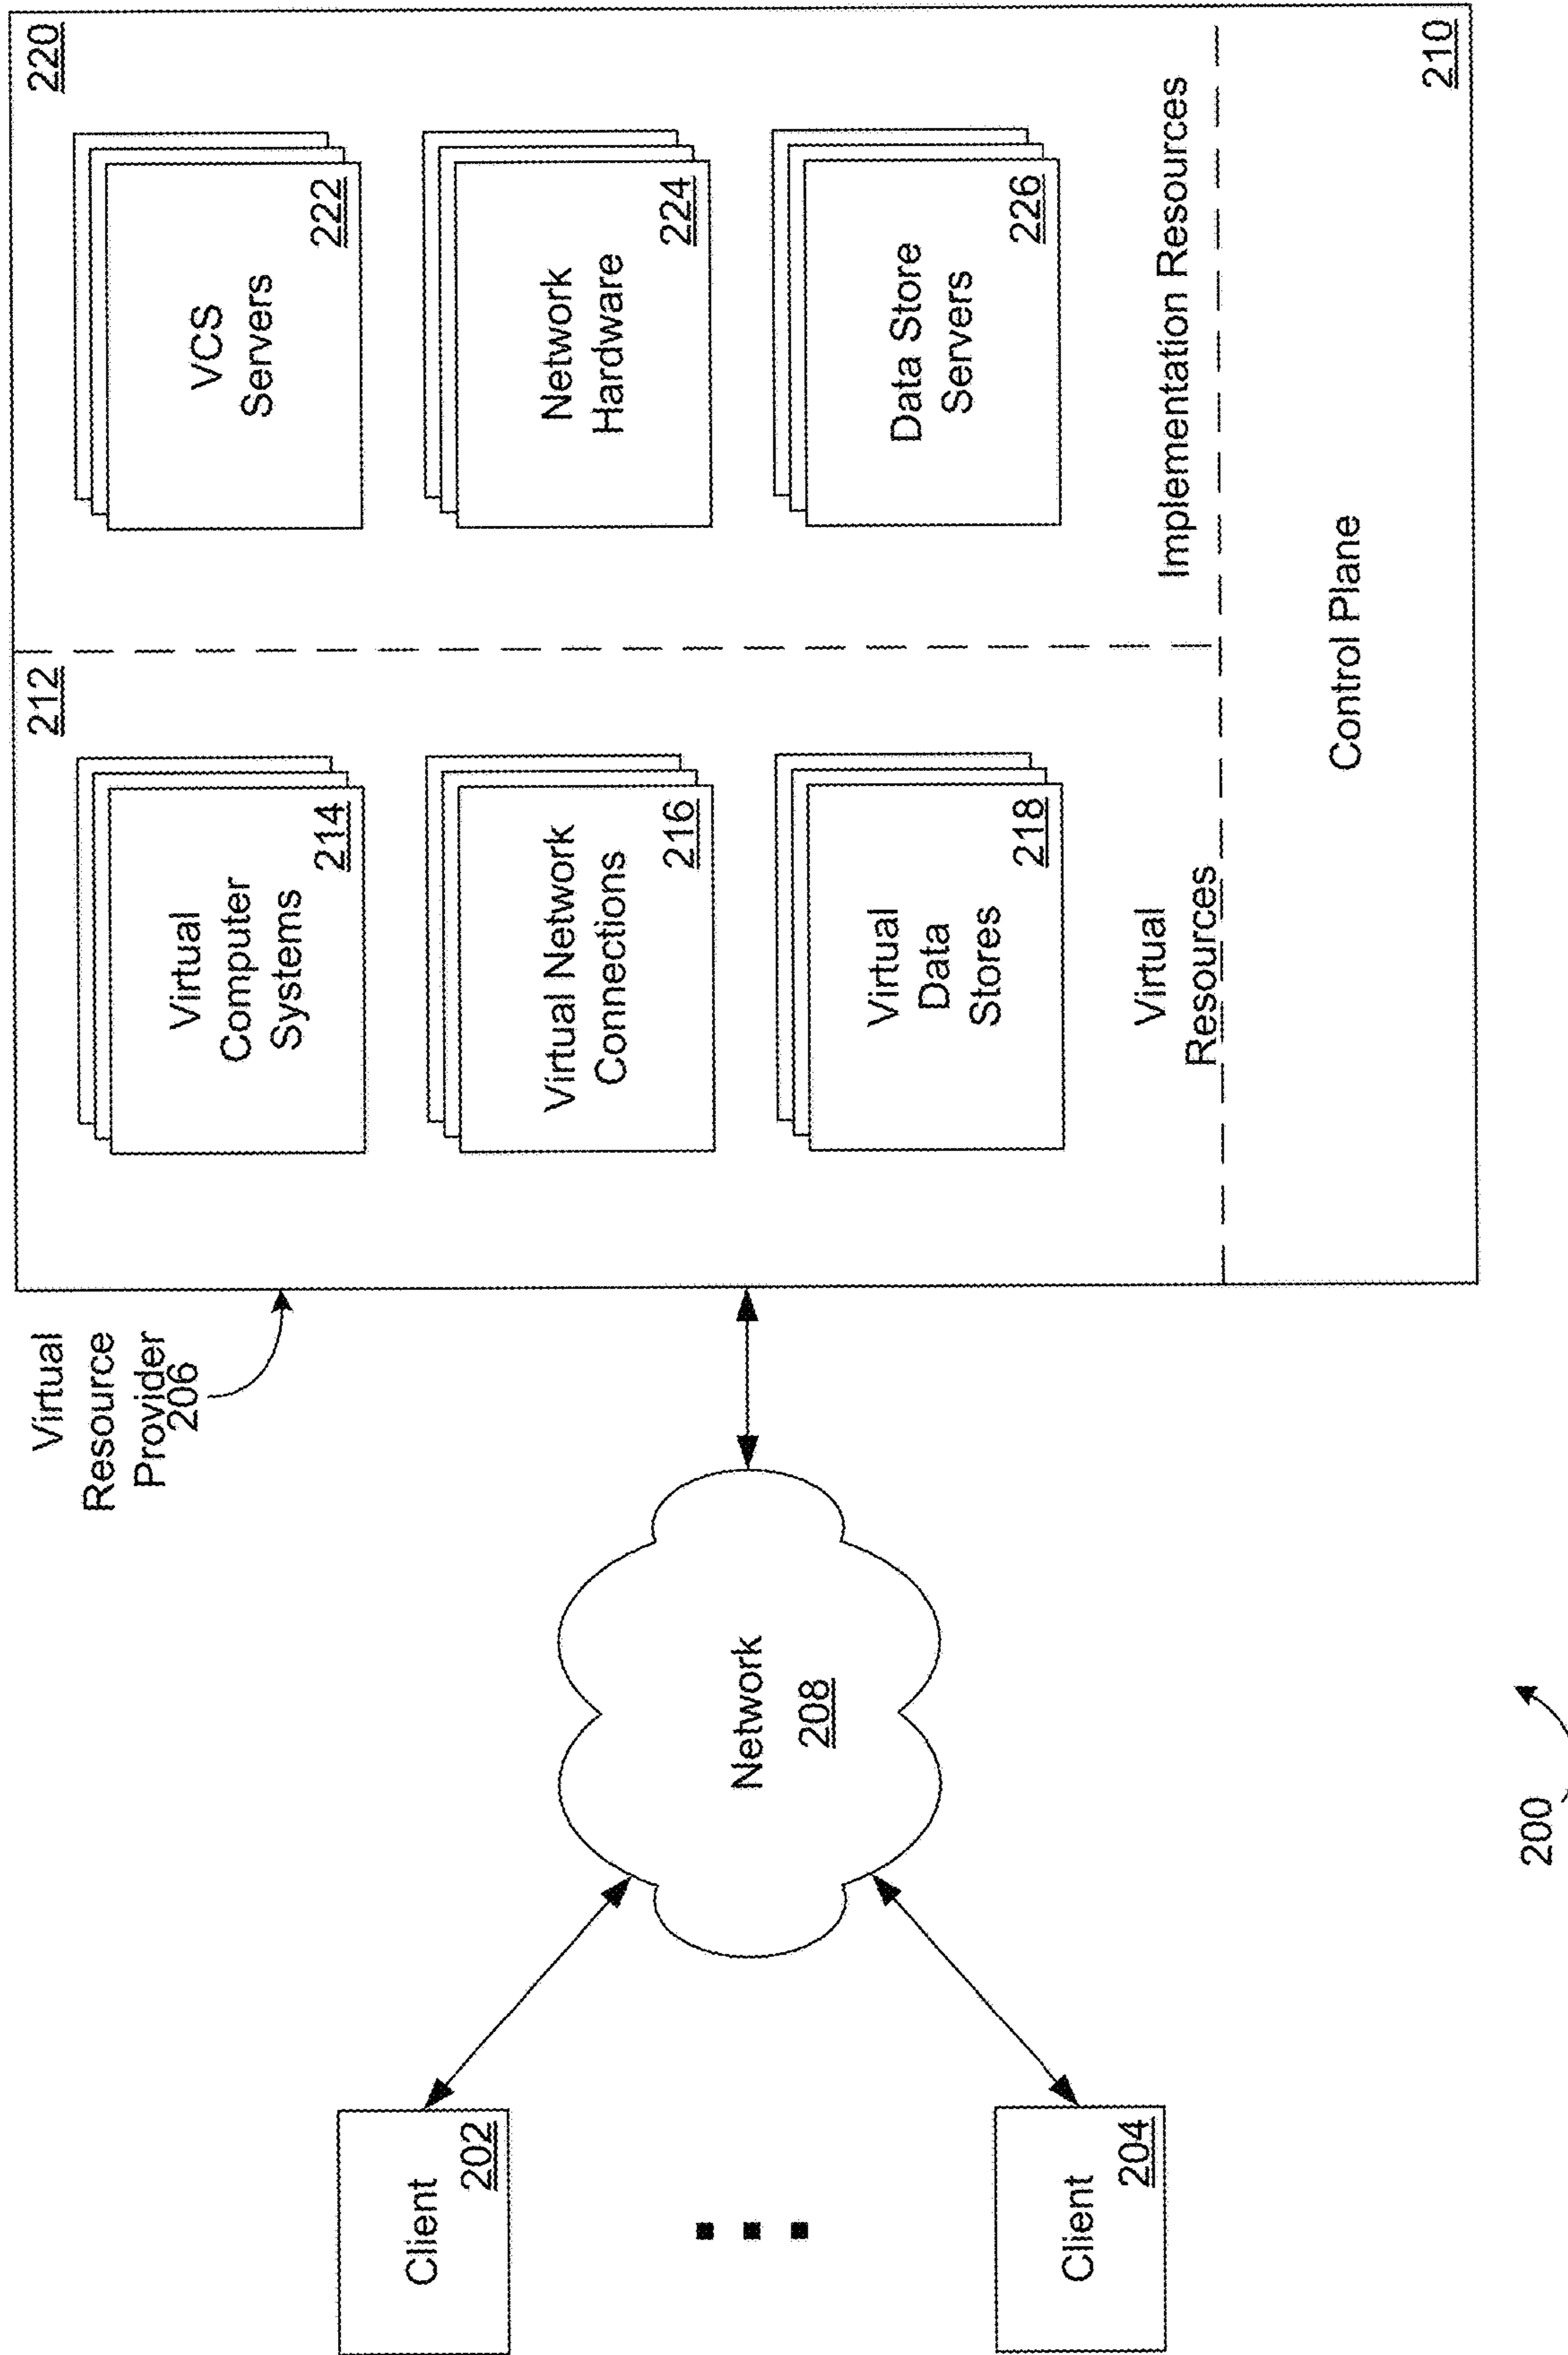 Client
202
Client
204
Network
208
Virtual
Resource
Provider
206
212
Virtual
Computer
Systems
214
Virtual Network
Connections
216
Virtual
Data
Stores
218
Virtual
Resources
220
VCS
Servers
222
Network
Hardware
224
Data Store
Servers
226
Implementation Resources
Control Plane
210
200